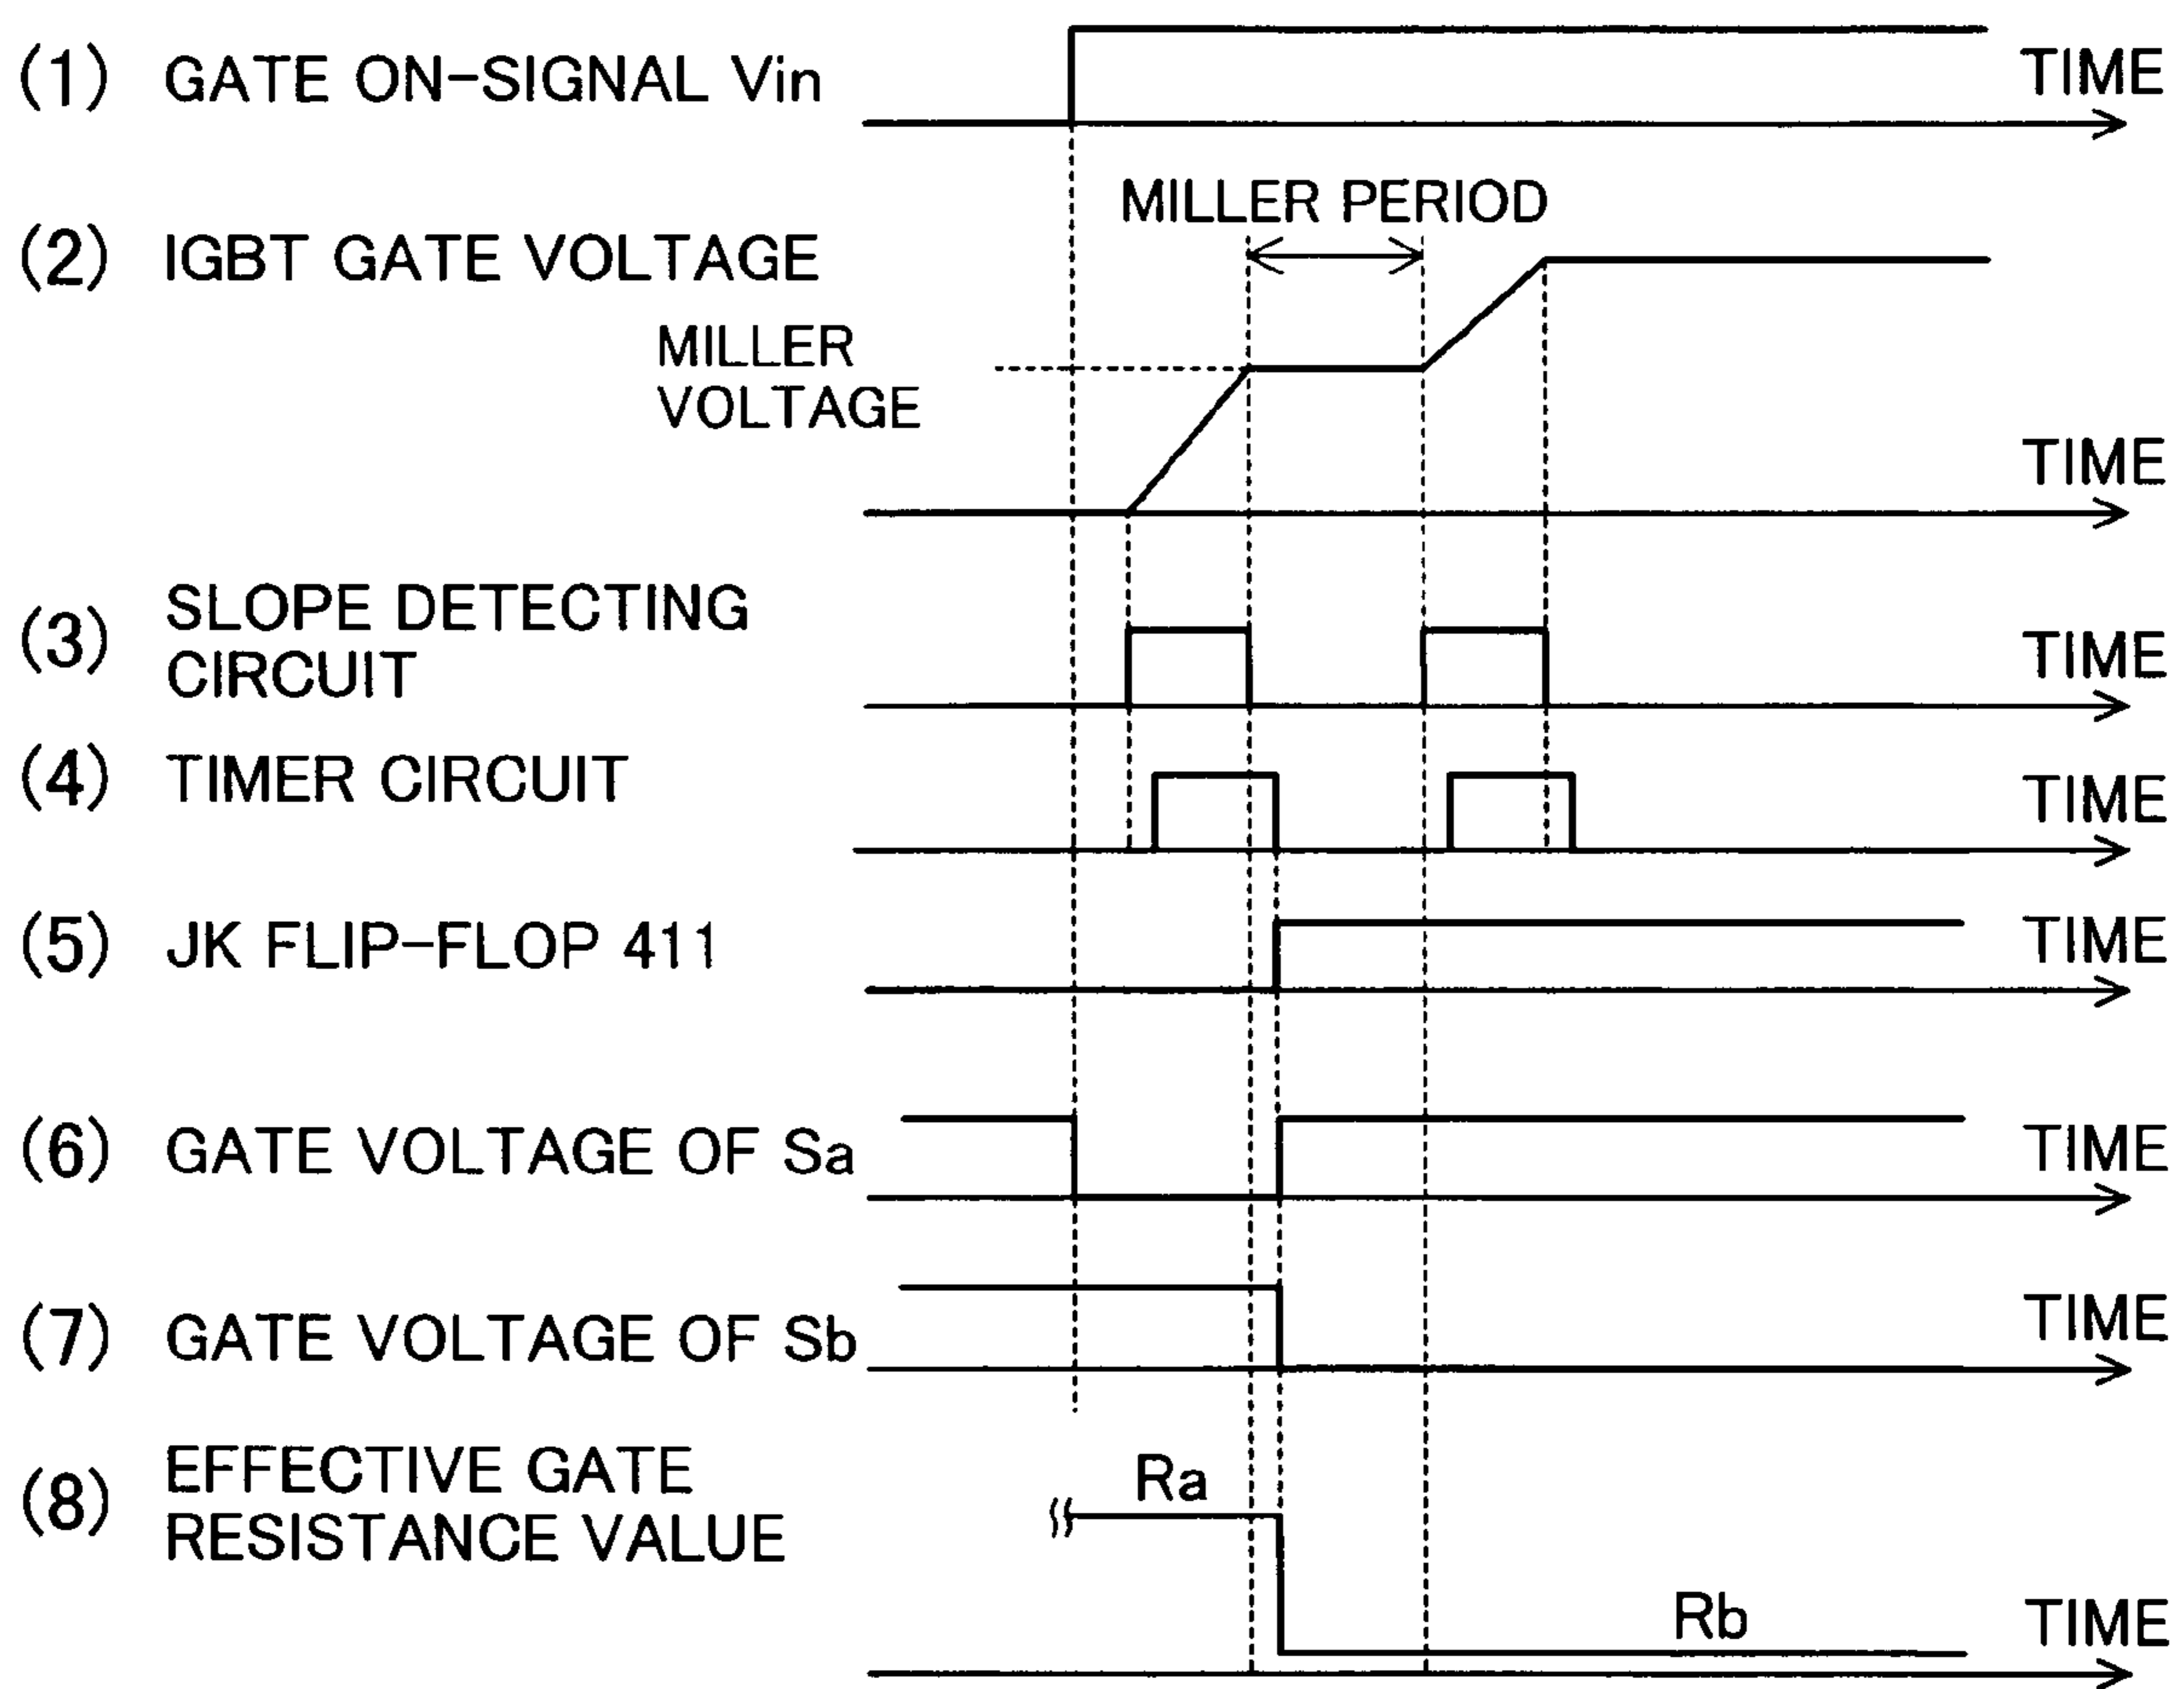 (1) GATE ON-SIGNAL Vin
TIME
MILLER PERIOD
(2) IGBT GATE VOLTAGE
MILLER
VOLTAGE
TIME
(3) SLOPE DETECTING
CIRCUIT
TIME
(4) TIMER CIRCUIT
TIME
(5) JK FLIP-FLOP 411
TIME
(6) GATE VOLTAGE OF Sa
TIME
(7) GATE VOLTAGE OF Sb
TIME
(8) EFFECTIVE GATE
RESISTANCE VALUE
Ra
Rb
TIME